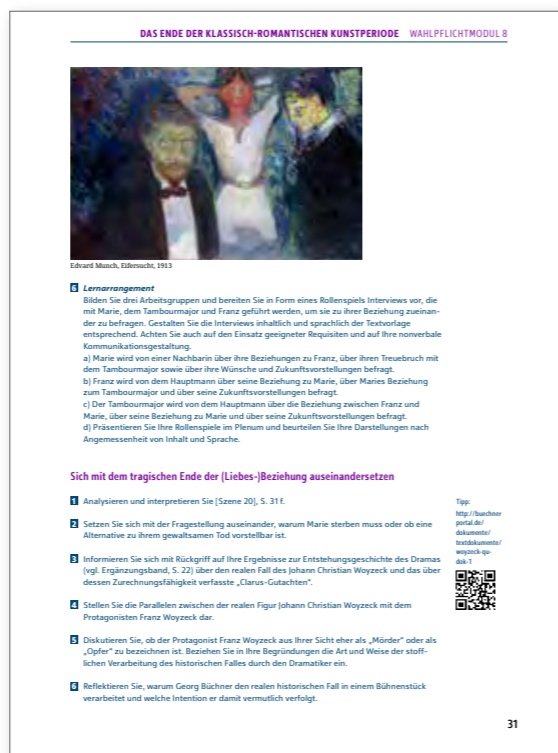 DAS ENDE DER KLASSISCH-ROMANTISCHEN KUNSTPERIODE WAHLPFLICHTMODUL 8
Edvard Munch, Eifersucht, 1913
6 Lernarrangement
Bilden Sie drei Arbeitsgruppen und bereiten Sie in Form eines Rollenspiels Interviews vor, die
mit Marie, dem Tambourmajor und Franz geführt werden, um sie zu ihrer Beziehung zueinan-
der zu befragen. Gestalten Sie die Interviews inhaltlich und sprachlich der Textvorlage
entsprechend. Achten Sie auch auf den Einsatz geeigneter Requisiten und auf Ihre nonverbale
Kommunikationsgestaltung.
a) Marie wird von einer Nachbarin über ihre Beziehungen zu Franz, über ihren Treuebruch mit
dem Tambourmajor sowie über ihre Wünsche und Zukunftsvorstellungen befragt.
b) Franz wird von dem Hauptmann über seine Beziehung zu Marie, über Maries Beziehung
zum Tambourmajor und über seine Zukunftsvorstellungen befragt.
c) Der Tambourmajor wird von dem Hauptmann über die Beziehung zwischen Franz und
Marie, über seine Beziehung zu Marie und über seine Zukunftsvorstellungen befragt.
d) Präsentieren Sie Ihre Rollenspiele im Plenum und beurteilen Sie Ihre Darstellungen nach
Angemessenheit von Inhalt und Sprache.
Sich mit dem tragischen Ende der (Liebes-)Beziehung auseinandersetzen
1 Analysieren und interpretieren Sie [Szene 20], S. 31 f.
2 Setzen Sie sich mit der Fragestellung auseinander, warum Marie sterben muss oder ob eine
Alternative zu ihrem gewaltsamen Tod vorstellbar ist.
3 Informieren Sie sich mit Rückgriff auf Ihre Ergebnisse zur Entstehungsgeschichte des Dramas
(vgl. Ergänzungsband, S. 22) über den realen Fall des Johann Christian Woyzeck und das über
dessen Zurechnungsfähigkeit verfasste „Clarus-Gutachten“.
4 Stellen Sie die Parallelen zwischen der realen Figur Johann Christian Woyzeck mit dem
Protagonisten Franz Woyzeck dar.
5 Diskutieren Sie, ob der Protagonist Franz Woyzeck aus Ihrer Sicht eher als „Mörder“ oder als
„Opfer“ zu bezeichnen ist. Beziehen Sie in Ihre Begründungen die Art und Weise der stoff-
lichen Verarbeitung des historischen Falles durch den Dramatiker ein.
6 Reflektieren Sie, warum Georg Büchner den realen historischen Fall in einem Bühnenstück
verarbeitet und welche Intention er damit vermutlich verfolgt.
Tipp:
http://buechner
portal.de/
dokumente/
textdokumente/
woyzeck-qu-
dok-1
31